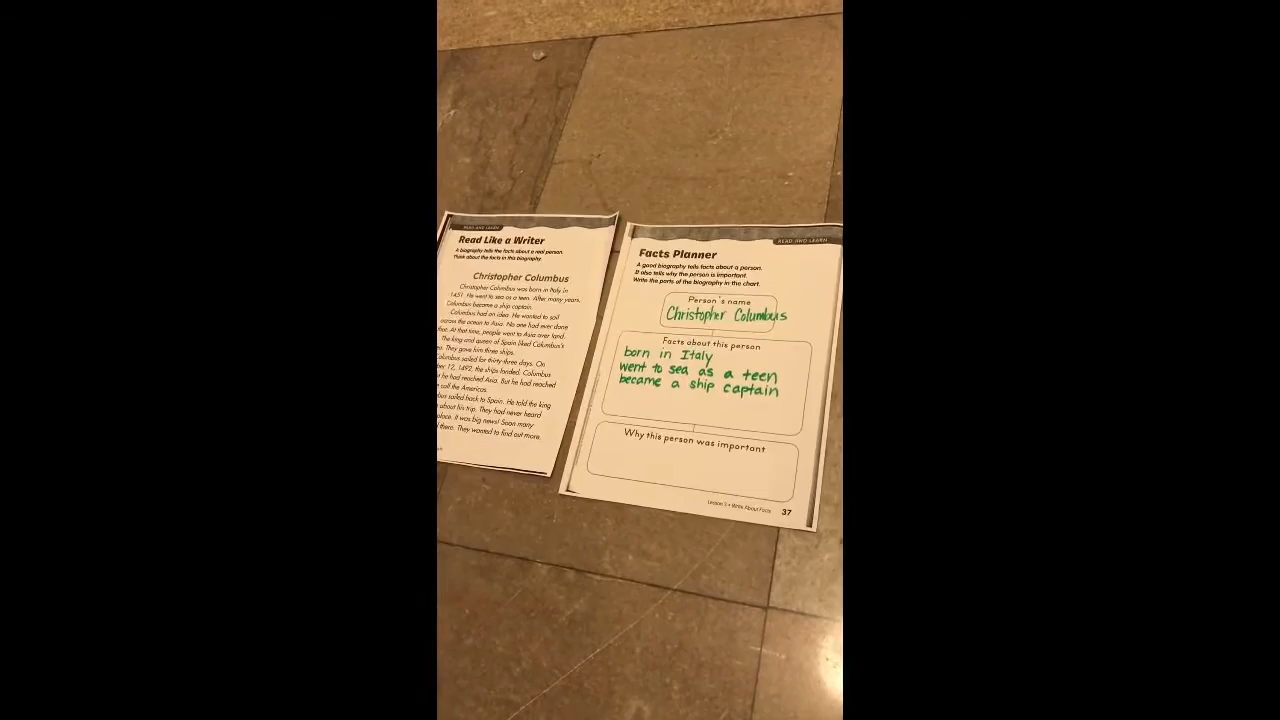 READ AND LEARN
Read Like a Writer
A biography tells the facts about a real person.
Think about the facts in this biography.
Christopher Columbus
Christopher Columbus was born in Italy in
1451. He went to sea as a teen. After many years,
Columbus became a ship captain.
Columbus had an idea. He wanted to sail
across the ocean to Asia. No one had ever done
that. At that time, people went to Asia over land.
The king and queen of Spain liked Columbus's
They gave him three ships.
Columbus sailed for thirty-three days. On
12, 1492, the ships landed. Columbus
he had reached Asia. But he had reached
call the Americas.
sailed back to Spain. He told the king
about his trip. They had never heard
place. It was big news! Soon many
there. They wanted to find out more.
READ AND LEARN
Facts Planner
A good biography tells facts about a person.
It also tells why the person is important.
Write the parts of the biography in the chart.
Person's name
Christopher Columbus
Facts about this person
born in Italy
went to sea as a teen
became a ship captain
Why this person was important
Lesson 3 • Write About Facts 37